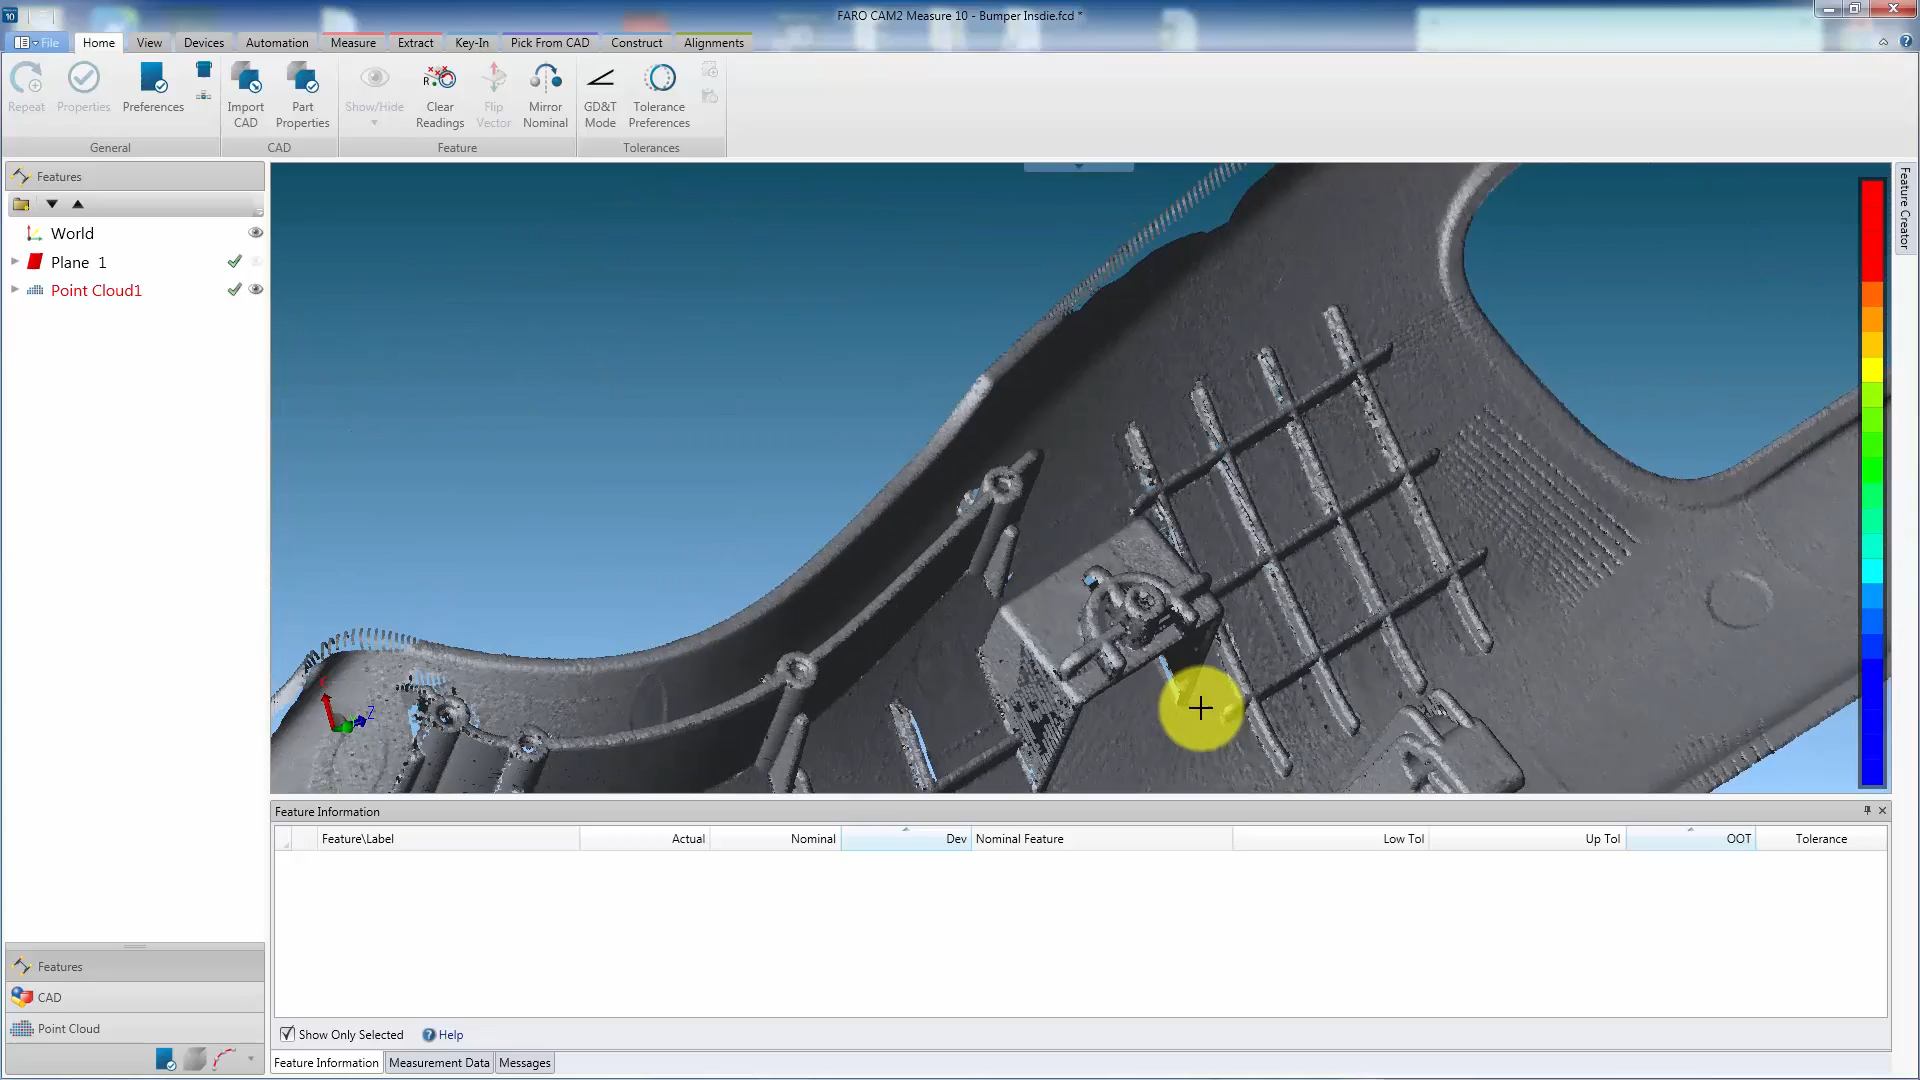 FARO CAM2 Measure 10 - Bumper Insdie.fcd *
10
File
Home
View
Devices
Automation
Measure
Extract
Key-In
Pick From CAD
Construct
Alignments
Repeat
Properties
Preferences
Import CAD
Part Properties
Show/Hide
Clear Readings
Flip Vector
Mirror Nominal
GD&T Mode
Tolerance Preferences
General
CAD
Feature
Tolerances
Features
World
Plane 1
Point Cloud1
Feature Creator
Z
Feature Information
Feature\Label
Actual
Nominal
Dev
Nominal Feature
Low Tol
Up Tol
OOT
Tolerance
Features
CAD
Point Cloud
Show Only Selected
Help
Feature Information
Measurement Data
Messages